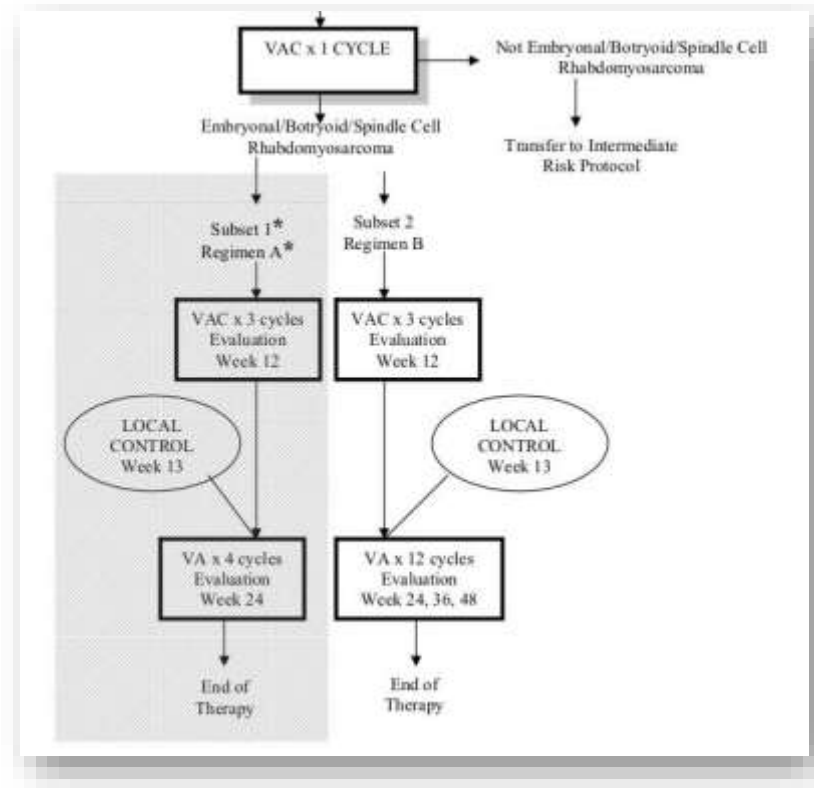 VAC x 1 CYCLE
Not Embryonal/Botryoid/Spindle Cell
Rhabdomyosarcoma
Transfer to Intermediate
Risk Protocol
Embryonal/Botryoid/Spindle Cell
Rhabdomyosarcoma
Subset 1*
Regimen A*
Subset 2
Regimen B
VAC x 3 cycles
Evaluation
Week 12
VAC x 3 cycles
Evaluation
Week 12
LOCAL
CONTROL
Week 13
LOCAL
CONTROL
Week 13
VA x 4 cycles
Evaluation
Week 24
VA x 12 cycles
Evaluation
Week 24, 36, 48
End of
Therapy
End of
Therapy